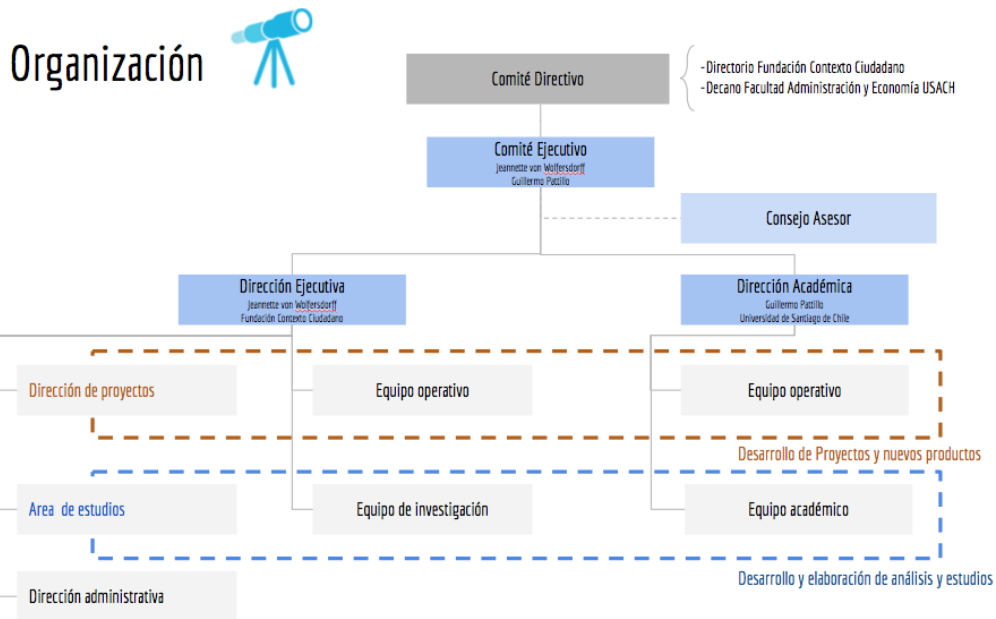 Organización
Comité Directivo
-Directorio Fundación Contexto Ciudadano
-Decano Facultad Administración y Economía USACH
Comité Ejecutivo
Jeannette von Wolfersdorff
Guillermo Pattillo
Consejo Asesor
Dirección Ejecutiva
Jeannette von Wolfersdorff
Fundación Contexto Ciudadano
Dirección Académica
Guillermo Pattillo
Universidad de Santiago de Chile
Dirección de proyectos
Equipo operativo
Equipo operativo
Desarrollo de Proyectos y nuevos productos
Area de estudios
Equipo de investigación
Equipo académico
Desarrollo y elaboración de análisis y estudios
Dirección administrativa